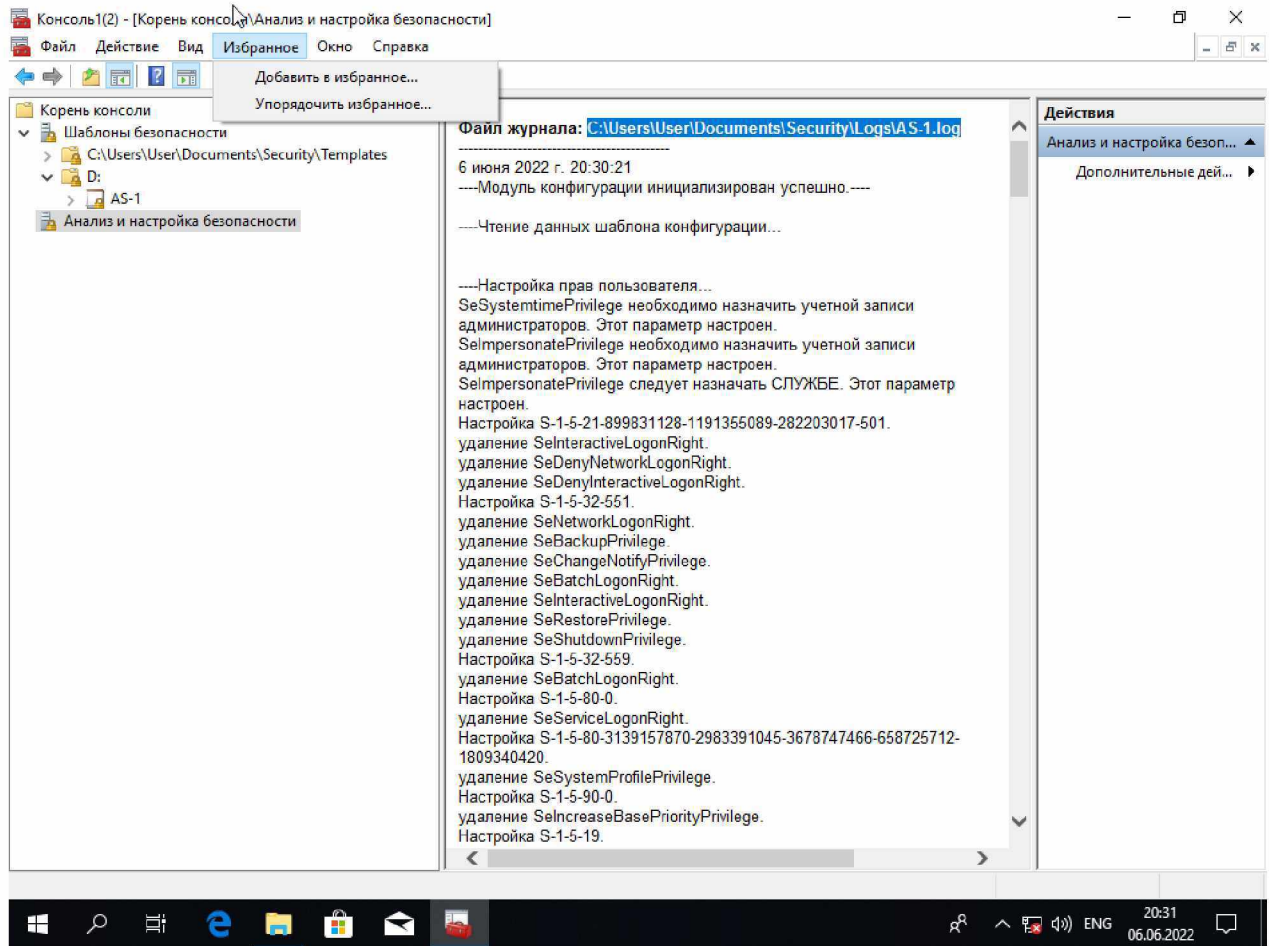 Консоль1(2) - [Корень консоли\Анализ и настройка безопасности]
Файл Действие Вид Избранное Окно Справка
Добавить в избранное...
Упорядочить избранное...
Корень консоли
Шаблоны безопасности
C:\Users\User\Documents\Security\Templates
D:
AS-1
Анализ и настройка безопасности
Файл журнала: C:\Users\User\Documents\Security\Logs\AS-1.log
-------------------------------------------
6 июня 2022 г. 20:30:21
----Модуль конфигурации инициализирован успешно.----
----Чтение данных шаблона конфигурации...
----Настройка прав пользователя...
SeSystemtimePrivilege необходимо назначить учетной записи
администраторов. Этот параметр настроен.
SeImpersonatePrivilege необходимо назначить учетной записи
администраторов. Этот параметр настроен.
SeImpersonatePrivilege следует назначать СЛУЖБЕ. Этот параметр
настроен.
Настройка S-1-5-21-899831128-1191355089-282203017-501.
удаление SeInteractiveLogonRight.
удаление SeDenyNetworkLogonRight.
удаление SeDenyInteractiveLogonRight.
Настройка S-1-5-32-551.
удаление SeNetworkLogonRight.
удаление SeBackupPrivilege.
удаление SeChangeNotifyPrivilege.
удаление SeBatchLogonRight.
удаление SeInteractiveLogonRight.
удаление SeRestorePrivilege.
удаление SeShutdownPrivilege.
Настройка S-1-5-32-559.
удаление SeBatchLogonRight.
Настройка S-1-5-80-0.
удаление SeServiceLogonRight.
Настройка S-1-5-80-3139157870-2983391045-3678747466-658725712-
1809340420.
удаление SeSystemProfilePrivilege.
Настройка S-1-5-90-0.
удаление SeIncreaseBasePriorityPrivilege.
Настройка S-1-5-19.
Действия
Анализ и настройка безоп...
Дополнительные дей...
ENG
20:31
06.06.2022